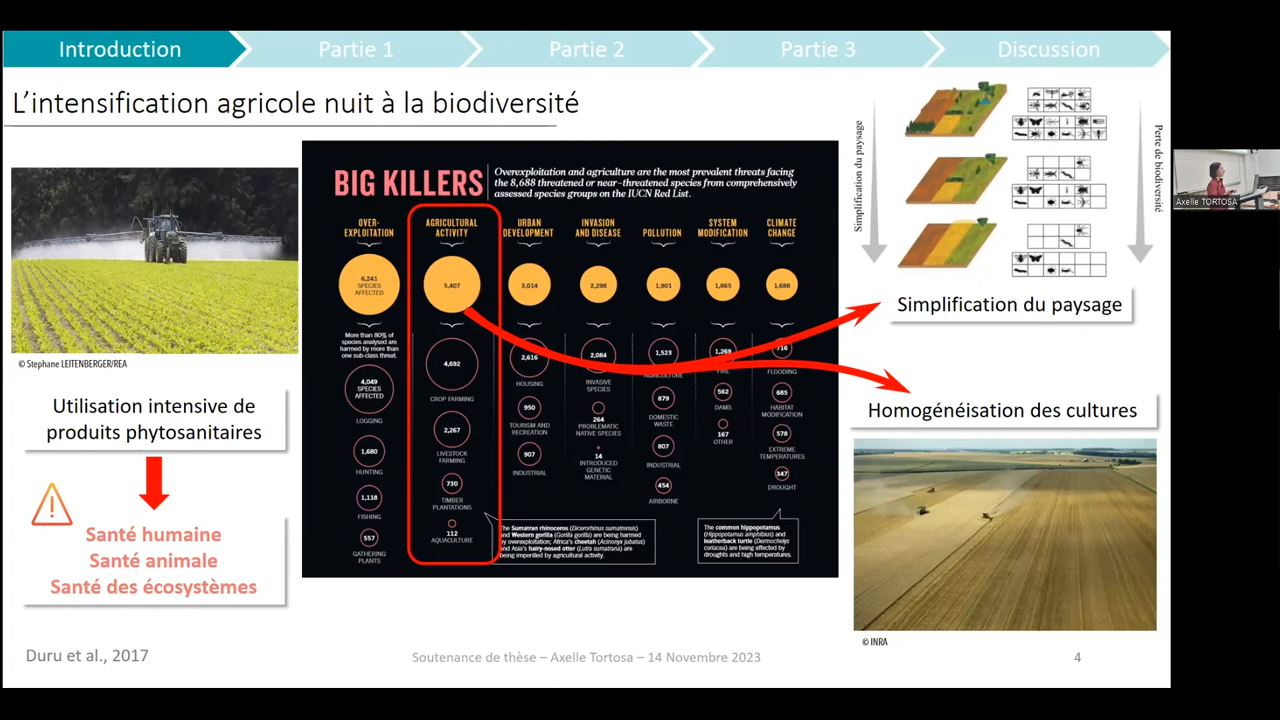 Introduction
Partie 1
Partie 2
Partie 3
Discussion
L'intensification agricole nuit à la biodiversité
© Stephane LEITENBERGER/REA
Utilisation intensive de
produits phytosanitaires
Santé humaine
Santé animale
Santé des écosystèmes
Duru et al., 2017
BIG KILLERS
Overexploitation and agriculture are the most prevalent threats facing
the 8,688 threatened or near-threatened species from comprehensively
assessed species groups on the IUCN Red List.
OVER-
EXPLOITATION
6,241
SPECIES
AFFECTED
More than 80% of
species analysed are
harmed by more than
one sub-class threat.
4,049
SPECIES
AFFECTED
LOGGING
1,680
HUNTING
1,118
FISHING
557
GATHERING
PLANTS
AGRICULTURAL
ACTIVITY
5,407
4,692
CROP FARMING
2,267
LIVESTOCK
FARMING
730
TIMBER
PLANTATIONS
112
AQUACULTURE
URBAN
DEVELOPMENT
3,014
2,616
HOUSING
950
TOURISM AND
RECREATION
907
INDUSTRIAL
INVASION
AND DISEASE
2,298
2,084
INVASIVE
SPECIES
264
PROBLEMATIC
NATIVE SPECIES
14
INTRODUCED
GENETIC
MATERIAL
POLLUTION
1,901
1,523
AGRICULTURE
879
DOMESTIC
WASTE
807
INDUSTRIAL
454
AIRBORNE
SYSTEM
MODIFICATION
1,865
1,269
FIRE
562
DAMS
167
OTHER
CLIMATE
CHANGE
1,688
716
FLOODING
685
HABITAT
MODIFICATION
578
EXTREME
TEMPERATURES
347
DROUGHT
The Sumatran rhinoceros (Dicerorhinus sumatrensis)
and Western gorilla (Gorilla gorilla) are being harmed
by overexploitation; Africa's cheetah (Acinonyx jubatus)
and Asia's hairy-nosed otter (Lutra sumatrana) are
being imperilled by agricultural activity.
The common hippopotamus
(Hippopotamus amphibius) and
leatherback turtle (Dermochelys
coriacea) are being affected by
droughts and high temperatures.
Simplification du paysage
Perte de biodiversité
Simplification du paysage
Homogénéisation des cultures
© INRA
Soutenance de thèse – Axelle Tortosa – 14 Novembre 2023
4
Axelle TORTOSA